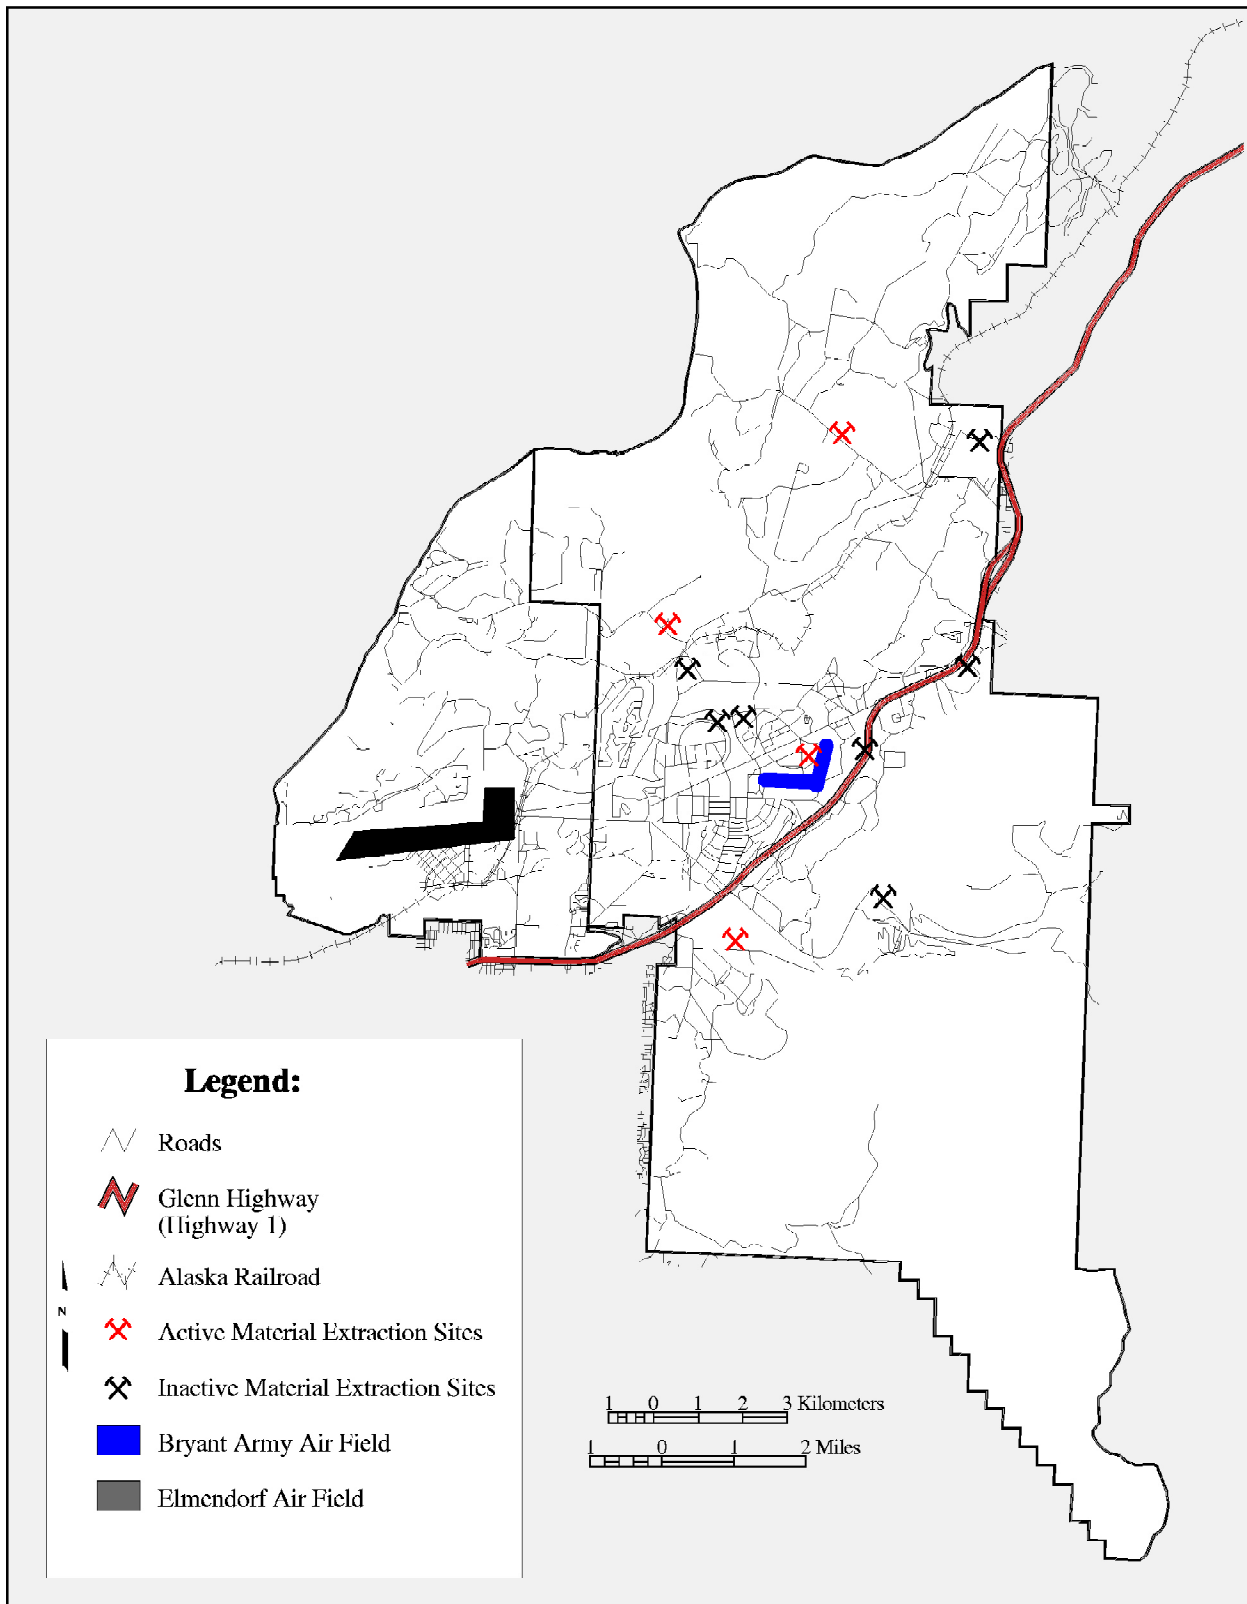 Legend:
Roads
Glenn Highway
(Highway 1)
Alaska Railroad
N
Active Material Extraction Sites
Inactive Material Extraction Sites
Bryant Army Air Field
Elmendorf Air Field
1 0 1 2 3 Kilometers
1 0 1 2 Miles